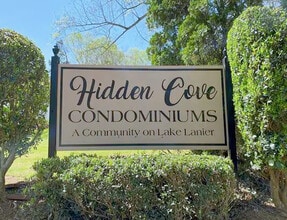 Hidden Cove
CONDOMINIUMS
A Community on Lake Lanier